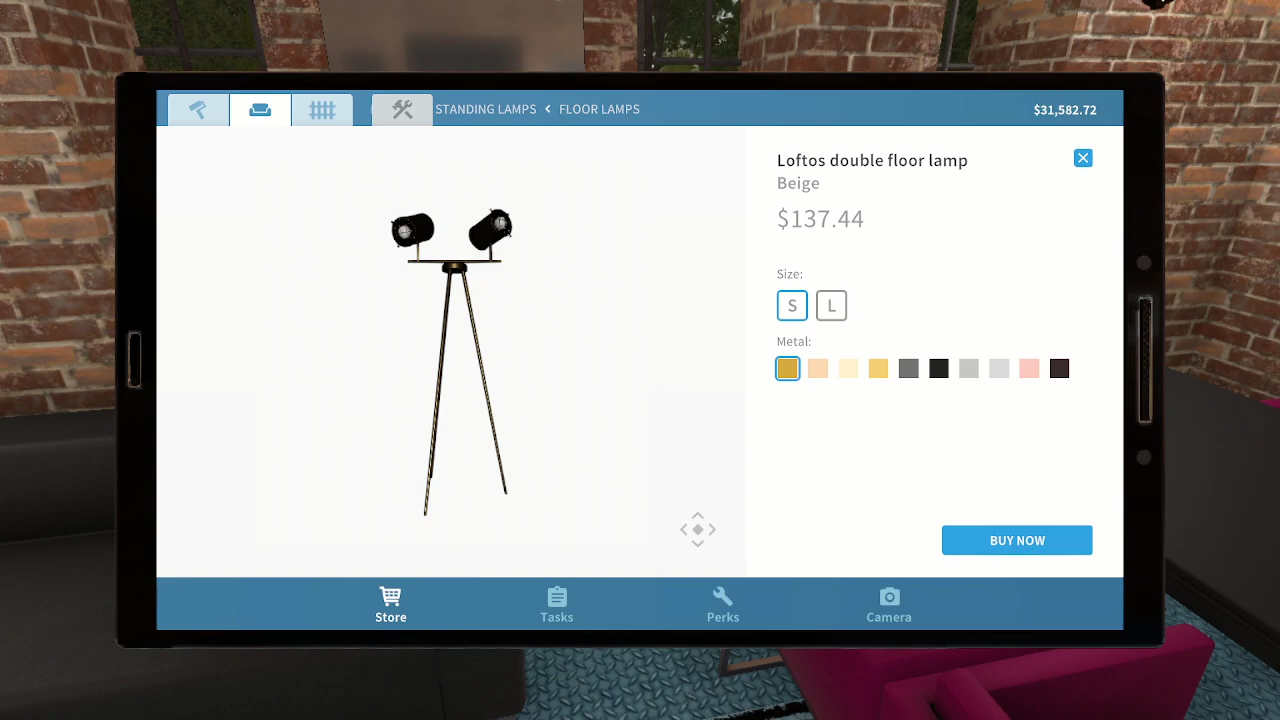 STANDING LAMPS < FLOOR LAMPS
$31,582.72
Loftos double floor lamp
Beige
$137.44
Size:
S L
Metal:
BUY NOW
Store Tasks Perks Camera